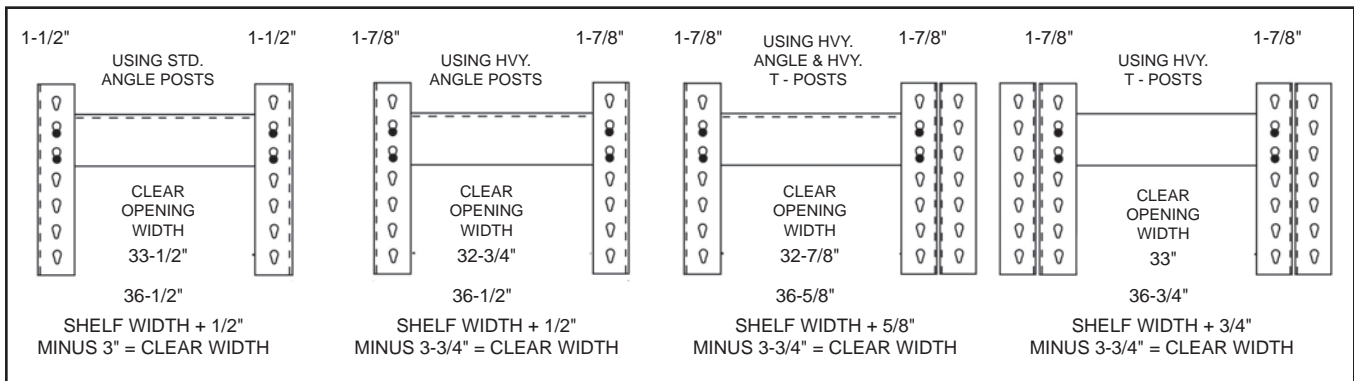 1-1/2"
1-1/2"
USING STD.
ANGLE POSTS
CLEAR
OPENING
WIDTH
33-1/2"
36-1/2"
SHELF WIDTH + 1/2"
MINUS 3" = CLEAR WIDTH
1-7/8"
1-7/8"
USING HVY.
ANGLE POSTS
CLEAR
OPENING
WIDTH
32-3/4"
36-1/2"
SHELF WIDTH + 1/2"
MINUS 3-3/4" = CLEAR WIDTH
1-7/8"
1-7/8"
USING HVY.
ANGLE & HVY.
T - POSTS
CLEAR
OPENING
WIDTH
32-7/8"
36-5/8"
SHELF WIDTH + 5/8"
MINUS 3-3/4" = CLEAR WIDTH
1-7/8"
1-7/8"
USING HVY.
T - POSTS
CLEAR
OPENING
WIDTH
33"
36-3/4"
SHELF WIDTH + 3/4"
MINUS 3-3/4" = CLEAR WIDTH